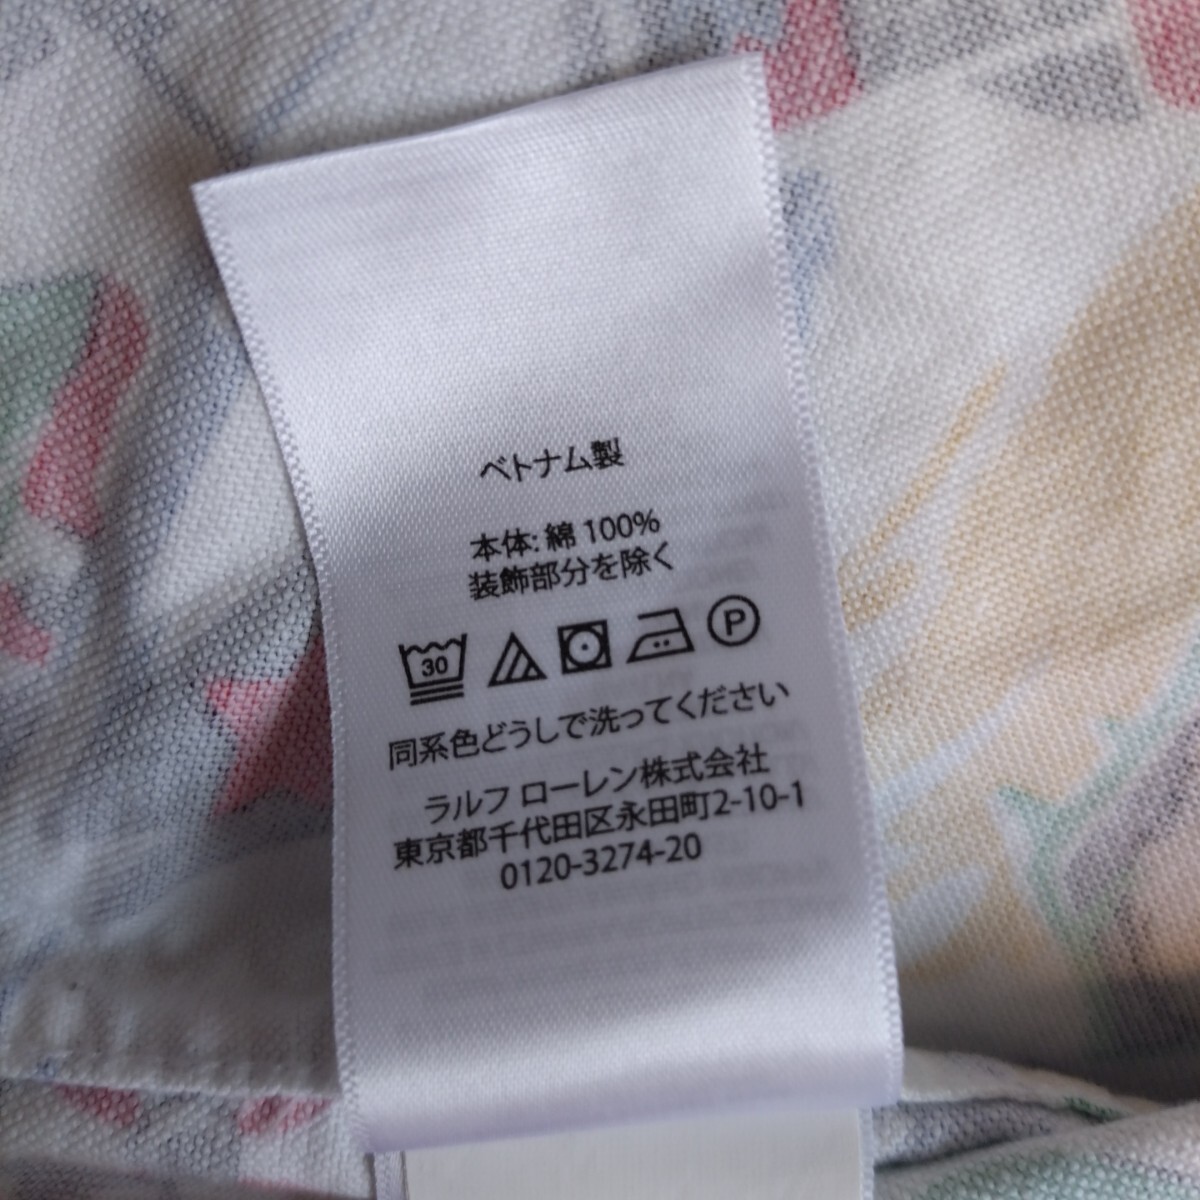 ベトナム製
本体: 綿 100%
装飾部分を除く
30 P
同系色どうしで洗ってください
ラルフ ローレン株式会社
東京都千代田区永田町2-10-1
0120-3274-20